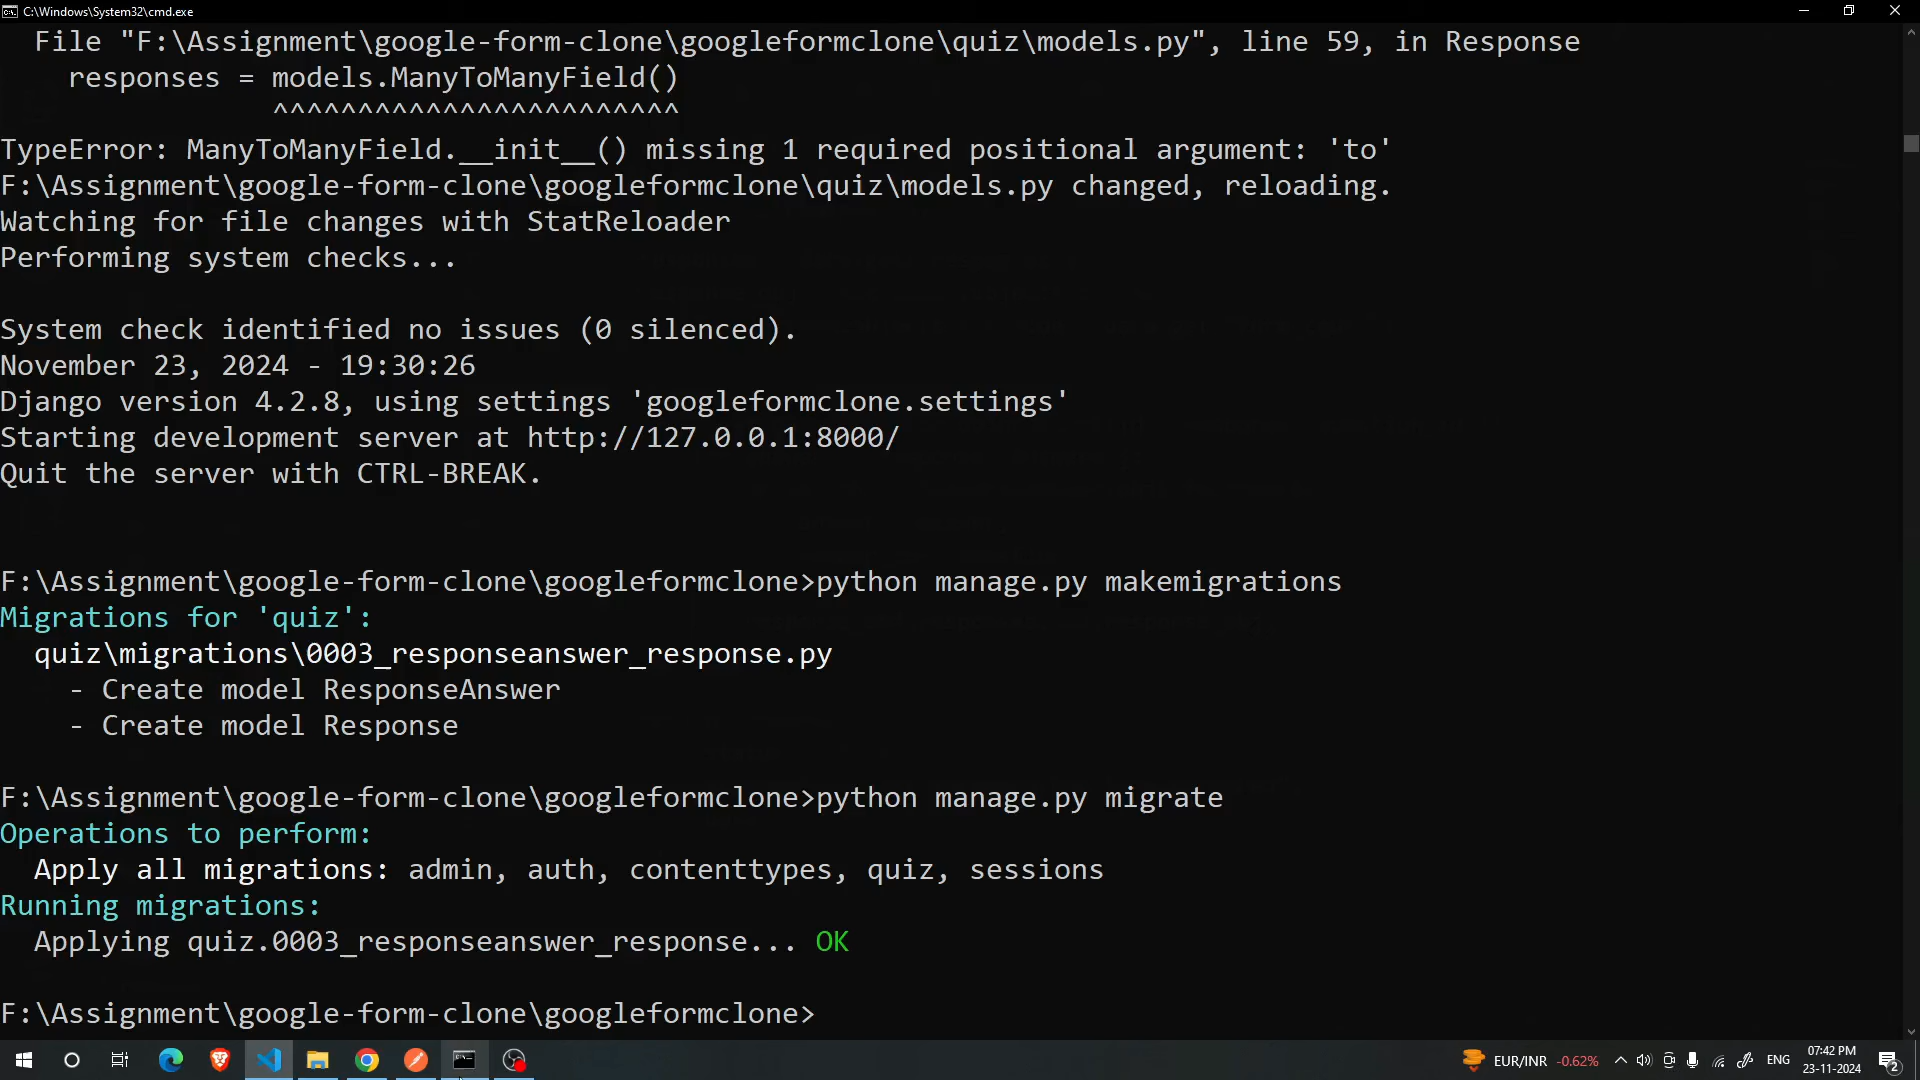 C:\Windows\System32\cmd.exe
File "F:\Assignment\google-form-clone\googleformclone\quiz\models.py", line 59, in Response
responses = models.ManyToManyField()
^^^^^^^^^^^^^^^^^^^^^^^^
TypeError: ManyToManyField.__init__() missing 1 required positional argument: 'to'
F:\Assignment\google-form-clone\googleformclone\quiz\models.py changed, reloading.
Watching for file changes with StatReloader
Performing system checks...
System check identified no issues (0 silenced).
November 23, 2024 - 19:30:26
Django version 4.2.8, using settings 'googleformclone.settings'
Starting development server at http://127.0.0.1:8000/
Quit the server with CTRL-BREAK.
F:\Assignment\google-form-clone\googleformclone>python manage.py makemigrations
Migrations for 'quiz':
quiz\migrations\0003_responseanswer_response.py
- Create model ResponseAnswer
- Create model Response
F:\Assignment\google-form-clone\googleformclone>python manage.py migrate
Operations to perform:
Apply all migrations: admin, auth, contenttypes, quiz, sessions
Running migrations:
Applying quiz.0003_responseanswer_response... OK
F:\Assignment\google-form-clone\googleformclone>
EUR/INR -0.62% ENG 07:42 PM
23-11-2024 2